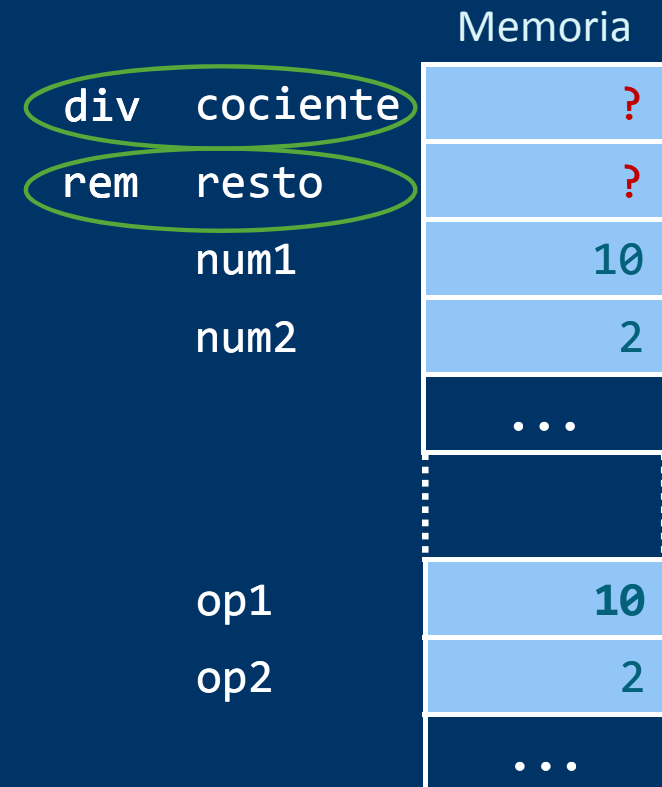 Memoria
div cociente ?
rem resto ?
num1 10
num2 2
...
op1 10
op2 2
...